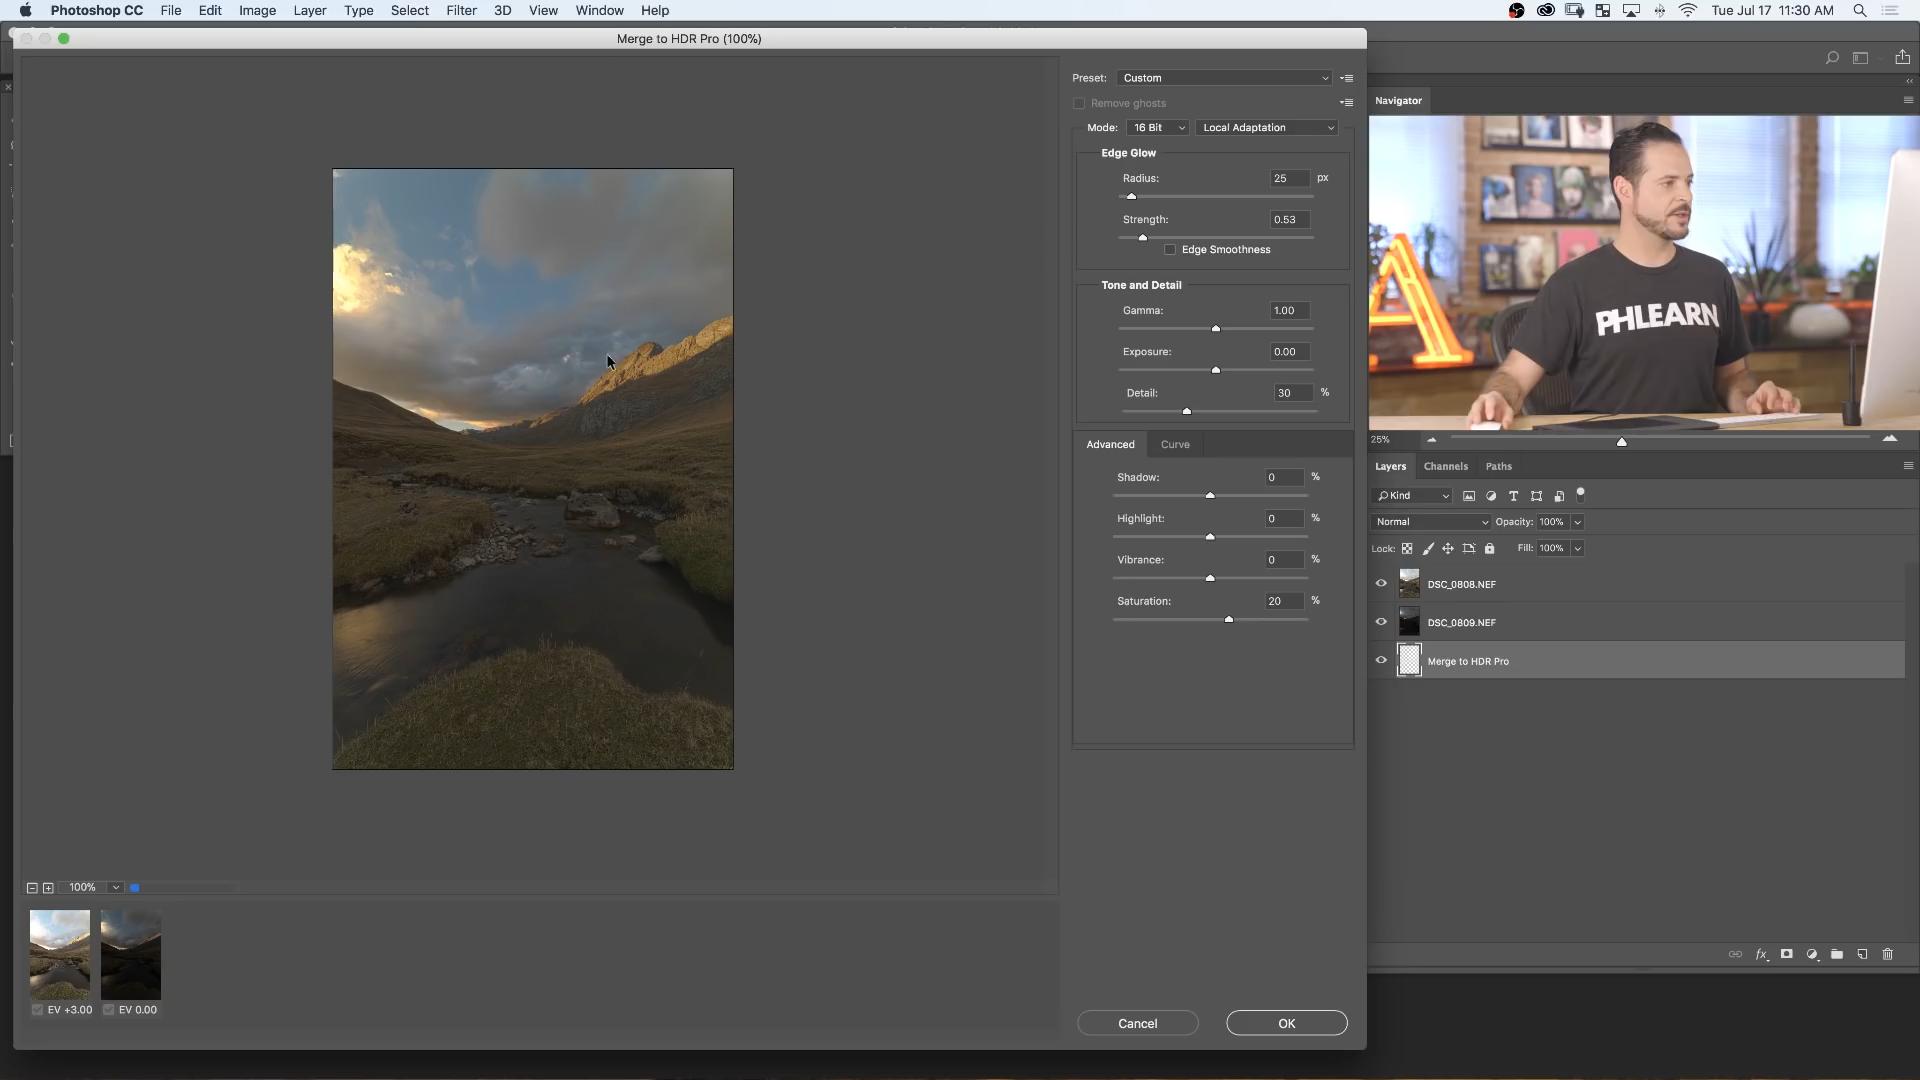 Photoshop CC File Edit Image Layer Type Select Filter 3D View Window Help Tue Jul 17 11:30 AM
Merge to HDR Pro (100%)
Preset: Custom
Remove ghosts
Mode: 16 Bit Local Adaptation
Edge Glow
Radius: 25 px
Strength: 0.53
Edge Smoothness
Tone and Detail
Gamma: 1.00
Exposure: 0.00
Detail: 30 %
Advanced Curve
Shadow: 0 %
Highlight: 0 %
Vibrance: 0 %
Saturation: 20 %
100%
EV +3.00 EV 0.00
Cancel OK
Navigator
A
PHLEARN
25%
Layers Channels Paths
Kind
Normal Opacity: 100%
Lock: Fill: 100%
DSC_0808.NEF
DSC_0809.NEF
Merge to HDR Pro
fx